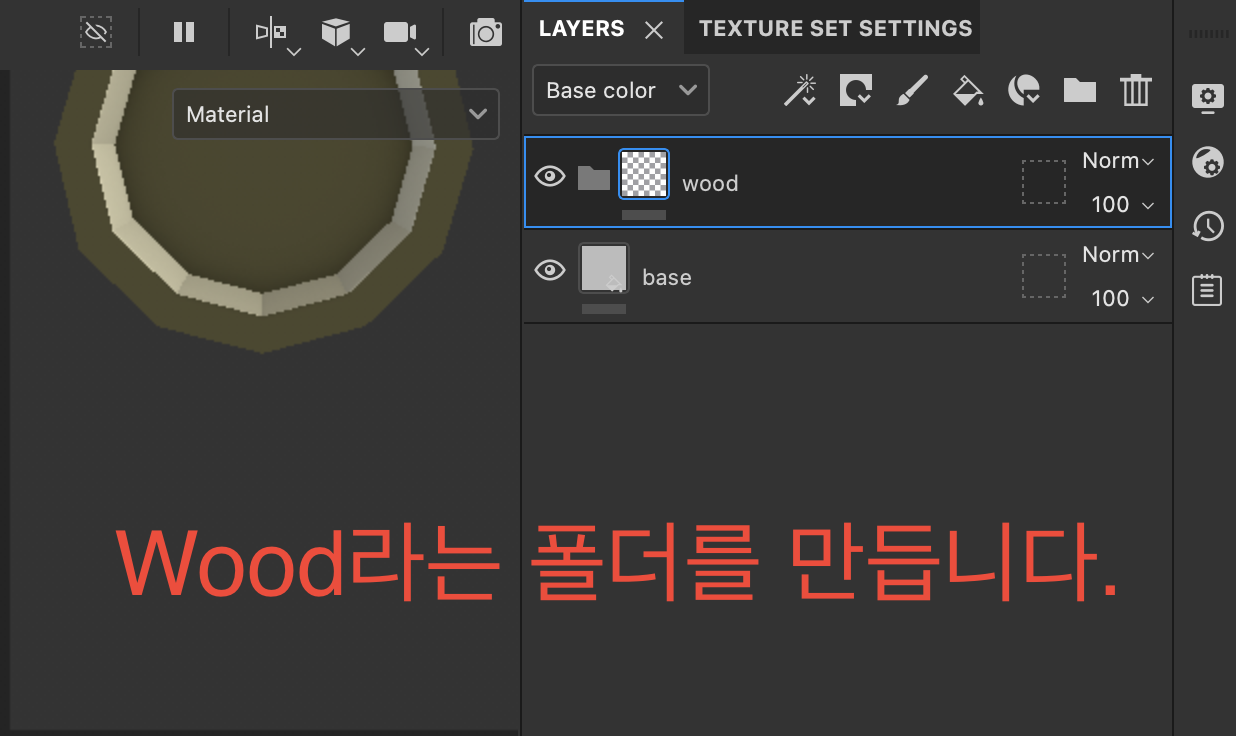 LAYERS
TEXTURE SET SETTINGS
Base color
Material
wood
Norm
100
base
Norm
100
Wood라는 폴더를 만듭니다.